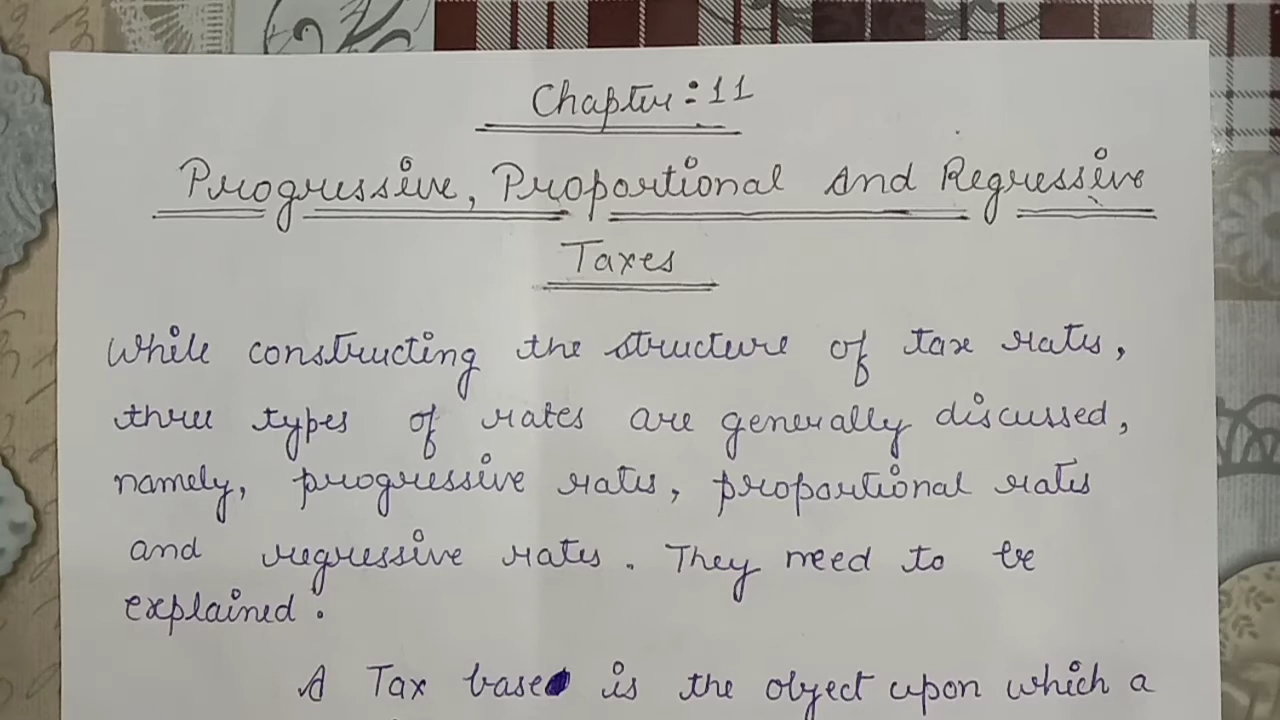 Chapter:11
Progressive, Proportional And Regressive
Taxes
While constructing the structure of tax rates,
three types of rates are generally discussed,
namely, progressive rates, proportional rates
and regressive rates. They need to be
explained.
A Tax base is the object upon which a